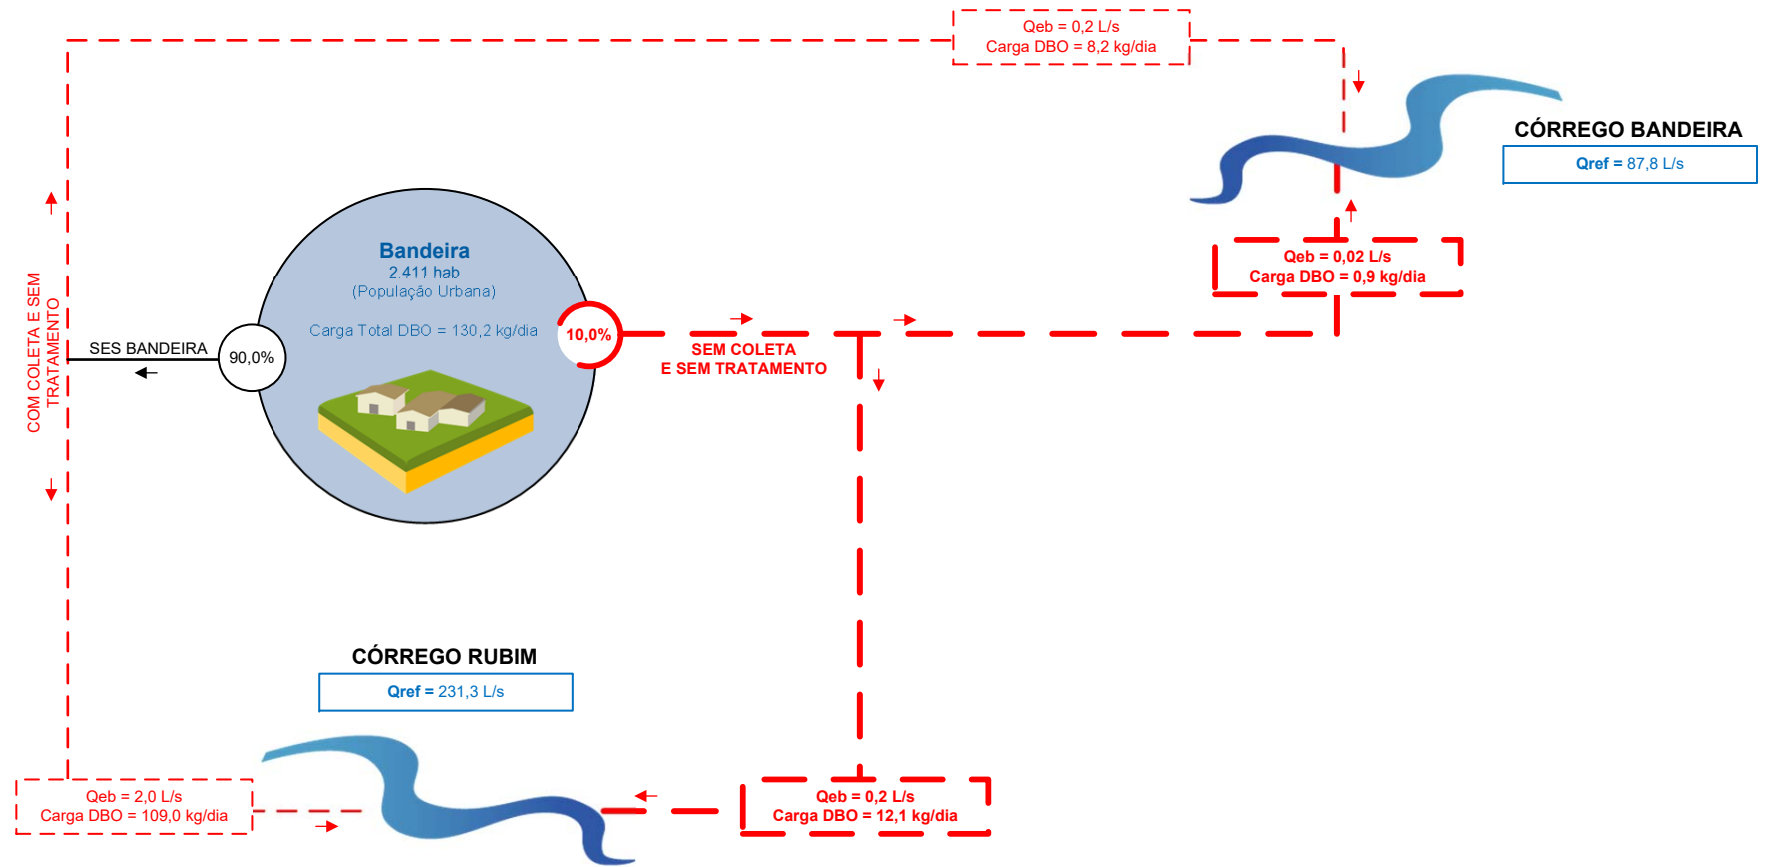 Qeb = 0,2 L/s
Carga DBO = 8,2 kg/dia
CÓRREGO BANDEIRA
Qref = 87,8 L/s
Qeb = 0,02 L/s
Carga DBO = 0,9 kg/dia
Bandeira
2.411 hab
(População Urbana)
Carga Total DBO = 130,2 kg/dia
10,0%
SEM COLETA
E SEM TRATAMENTO
SES BANDEIRA
90,0%
COM COLETA E SEM
TRATAMENTO
CÓRREGO RUBIM
Qref = 231,3 L/s
Qeb = 2,0 L/s
Carga DBO = 109,0 kg/dia
Qeb = 0,2 L/s
Carga DBO = 12,1 kg/dia